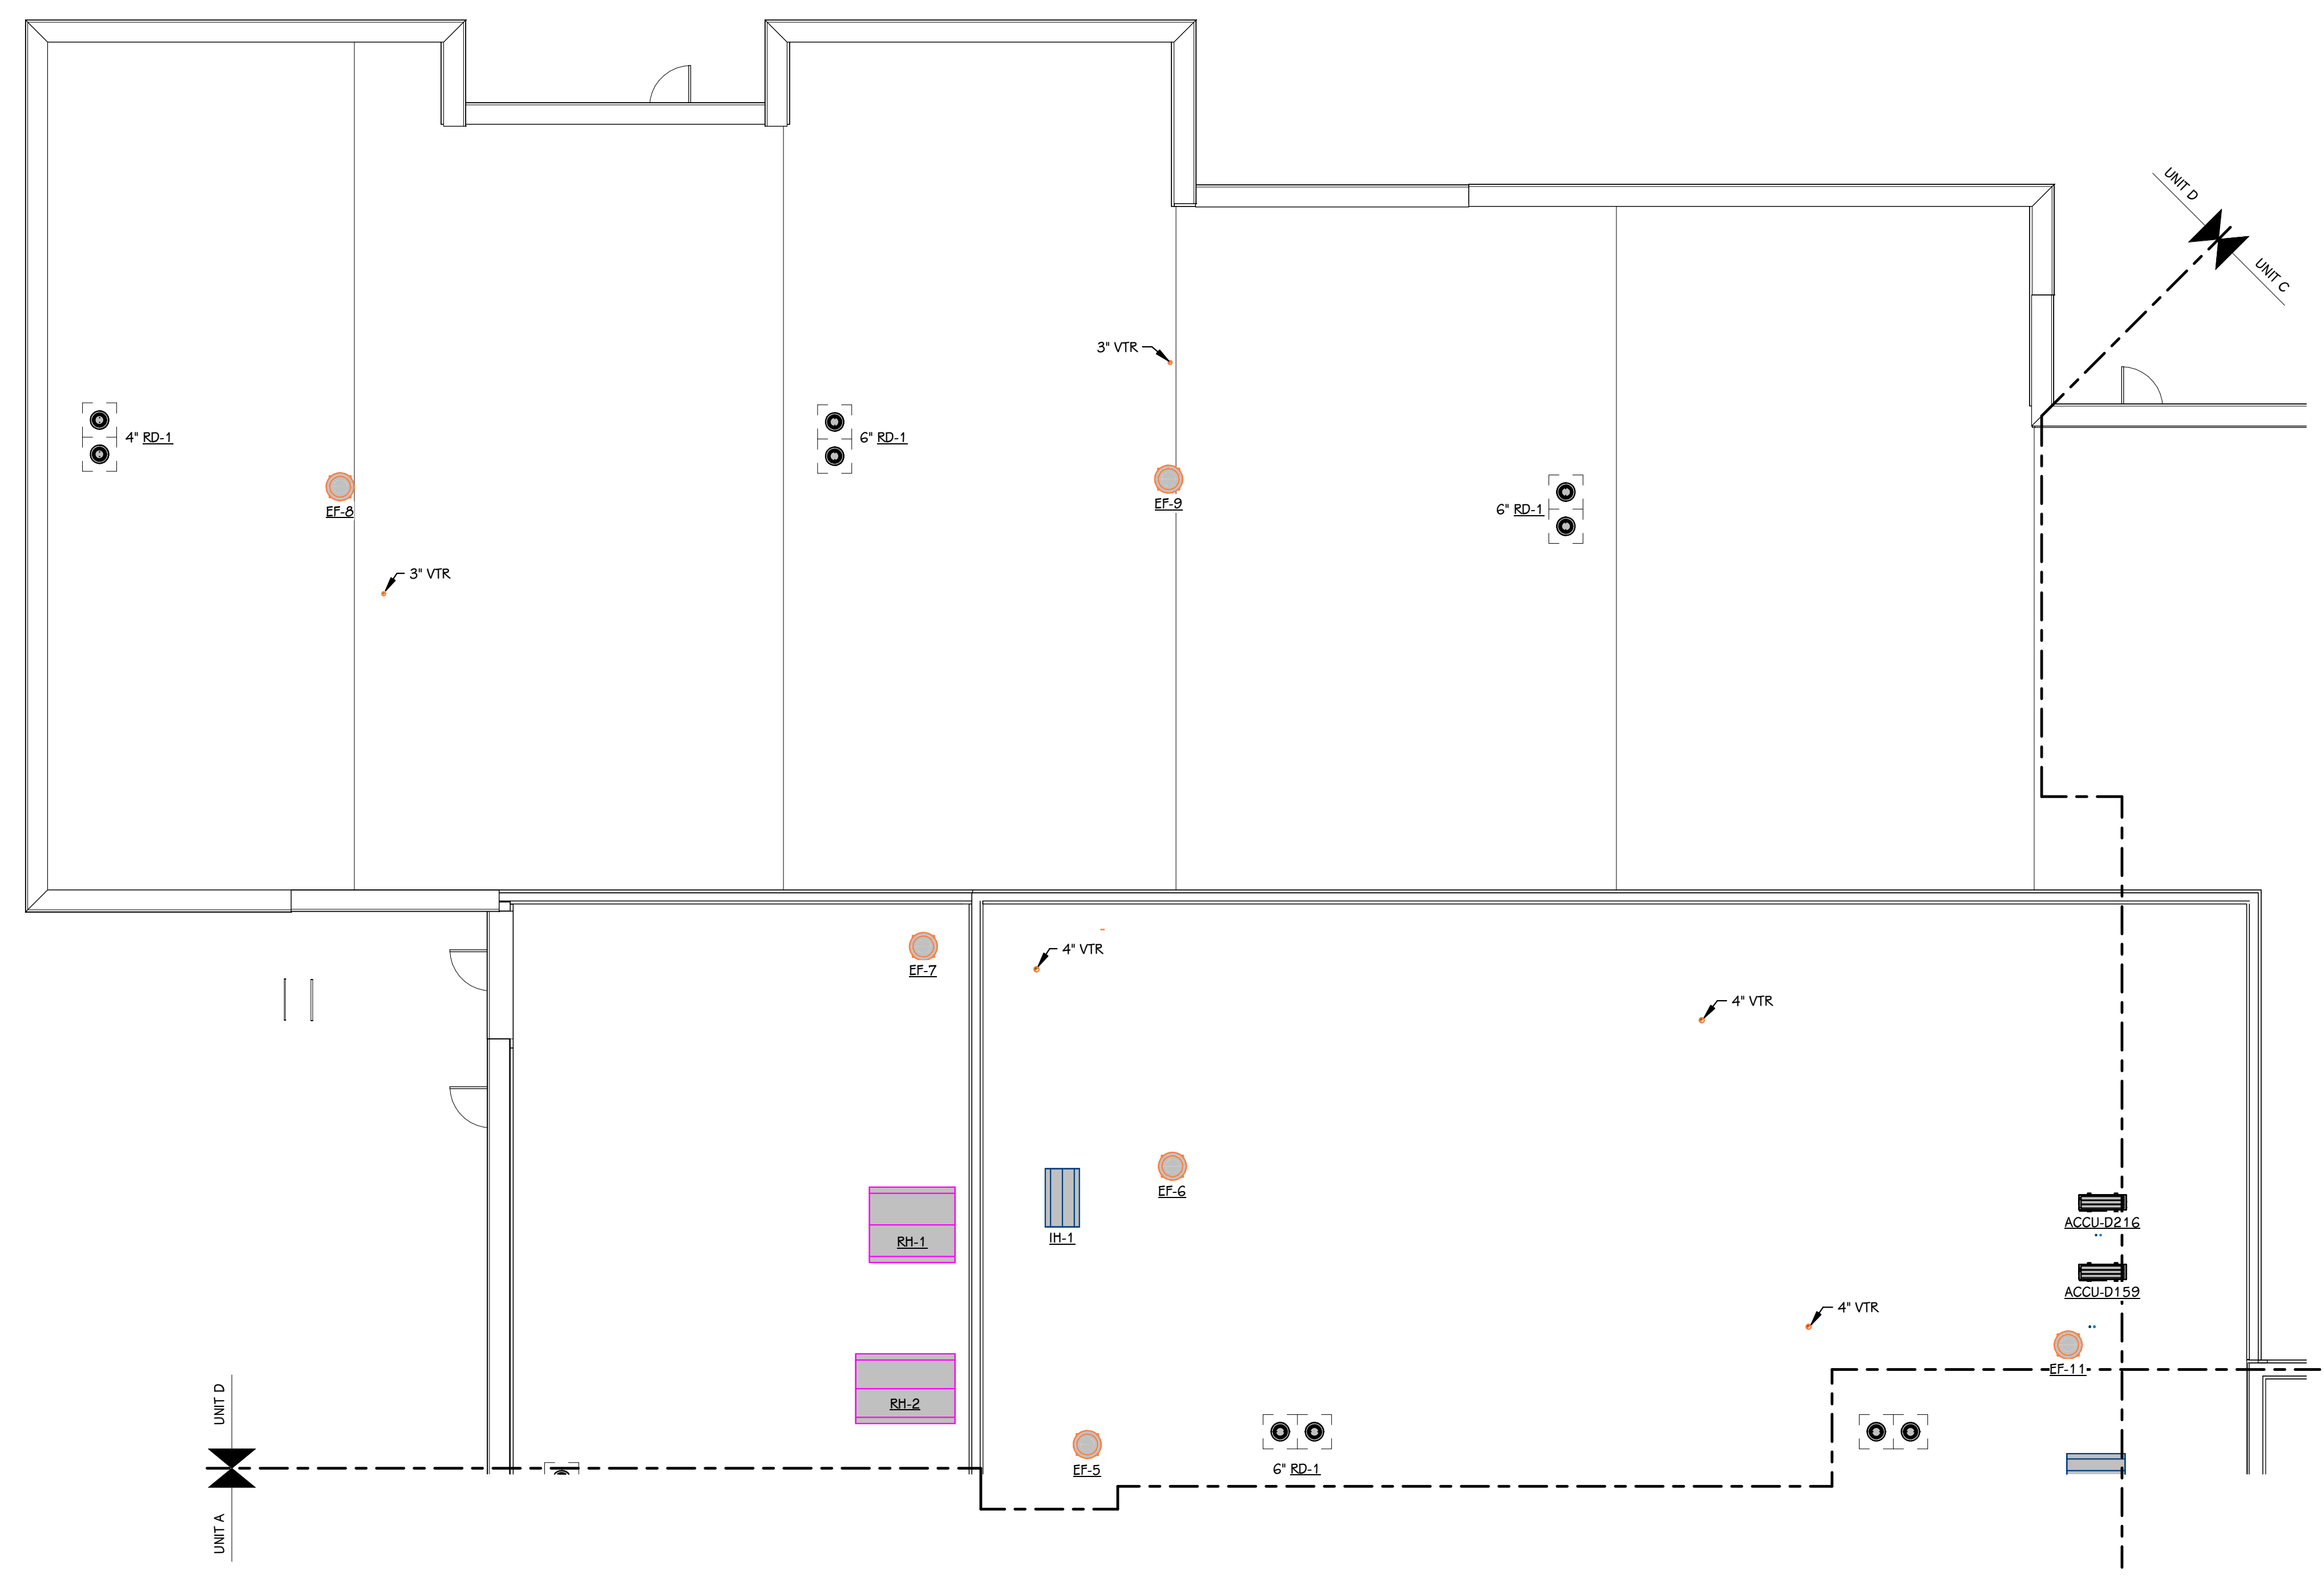 UNIT D
UNIT C
3" VTR
4" RD-1
6" RD-1
EF-8
EF-9
6" RD-1
3" VTR
EF-7
4" VTR
4" VTR
EF-6
RH-1
IH-1
ACCU-D216
ACCU-D159
4" VTR
EF-11
RH-2
UNIT D
EF-5
6" RD-1
UNIT A